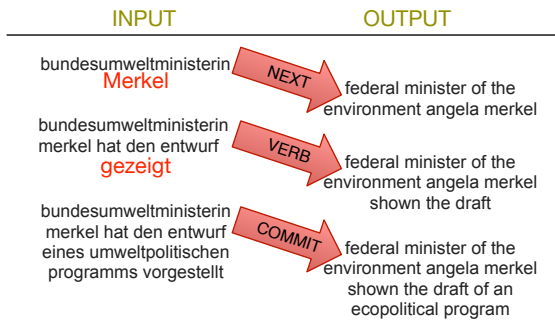 INPUT
OUTPUT
bundesumweltministerin
Merkel
NEXT
federal minister of the
environment angela merkel
bundesumweltministerin
merkel hat den entwurf
gezeigt
VERB
federal minister of the
environment angela merkel
shown the draft
bundesumweltministerin
merkel hat den entwurf
eines umweltpolitischen
programms vorgestellt
COMMIT
federal minister of the
environment angela merkel
shown the draft of an
ecopolitical program